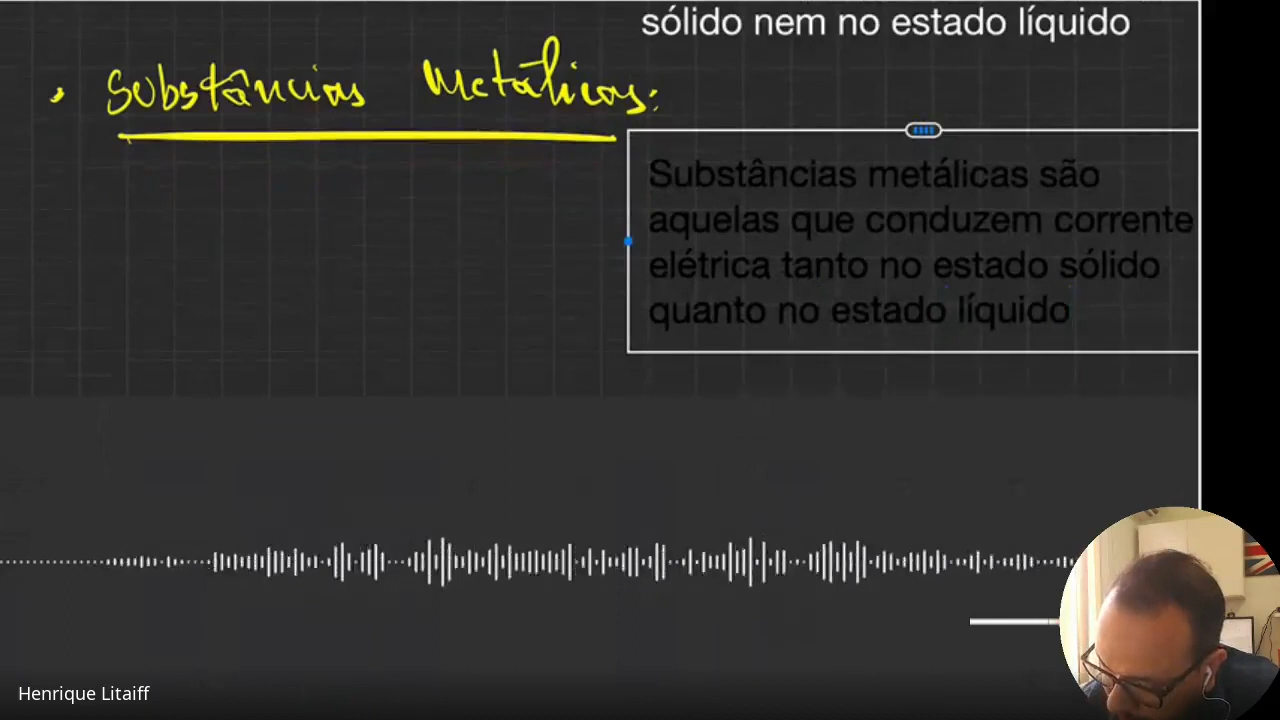 sólido nem no estado líquido
• Substâncias Metálicas:
Substâncias metálicas são
aquelas que conduzem corrente
elétrica tanto no estado sólido
quanto no estado líquido
Henrique Litaiff